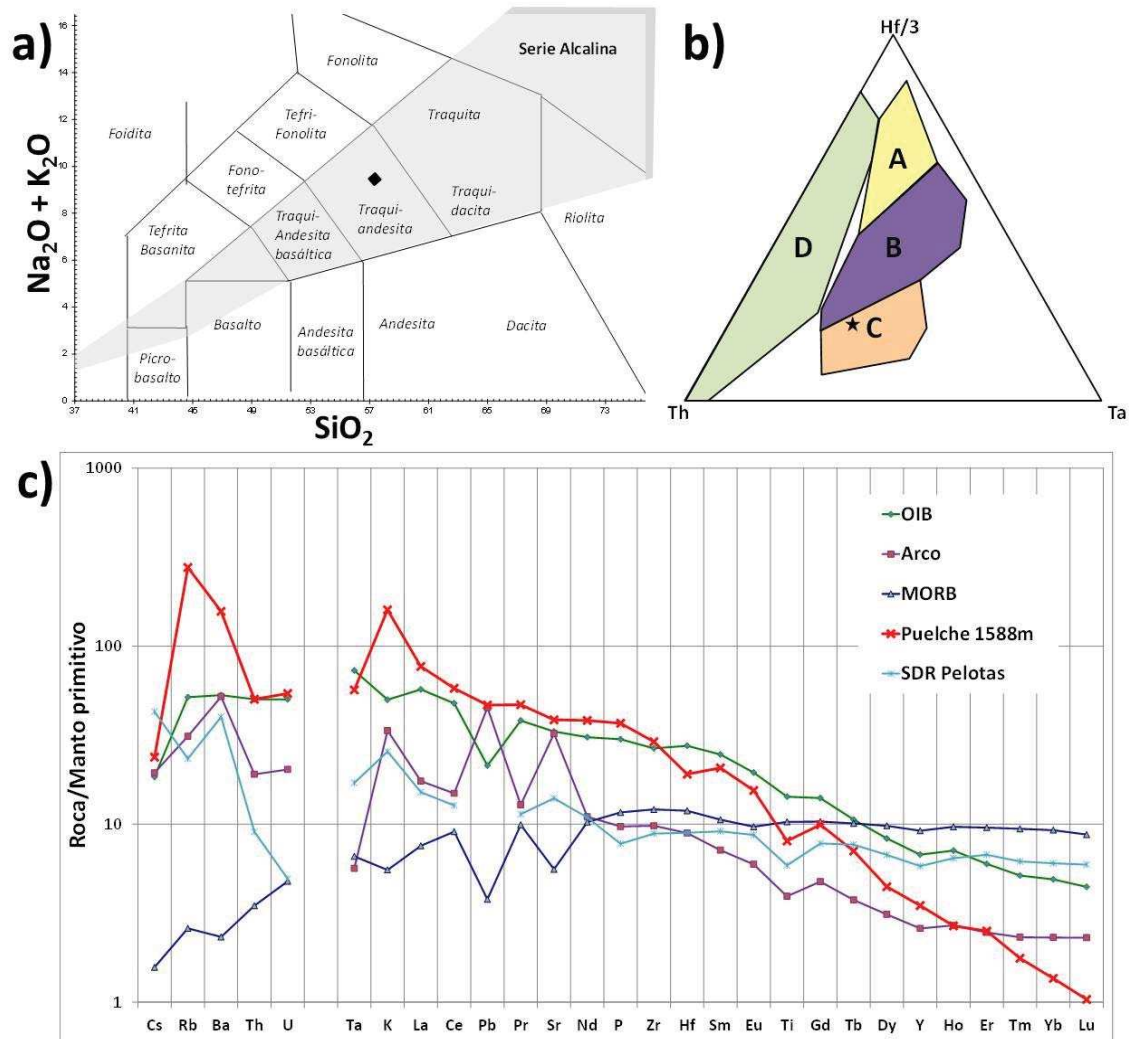 a)
Na2O + K2O
16
14
12
10
8
6
4
2
0
37
41
45
49
53
57
61
65
69
73
SiO2
Serie Alcalina
Fonolita
Foidita
Tefri-
Fonolita
Traquita
Fono-
tefrita
Tefrita
Basanita
Traqui-
Andesita
basáltica
Traqui-
andesita
Traqui-
dacita
Riolita
Picro-
basalto
Basalto
Andesita
basáltica
Andesita
Dacita
b)
Hf/3
A
B
C
D
Th
Ta
c)
Roca/Manto primitivo
1000
100
10
1
OIB
Arco
MORB
Puelche 1588m
SDR Pelotas
Cs Rb Ba Th U Ta K La Ce Pb Pr Sr Nd P Zr Hf Sm Eu Ti Gd Tb Dy Y Ho Er Tm Yb Lu